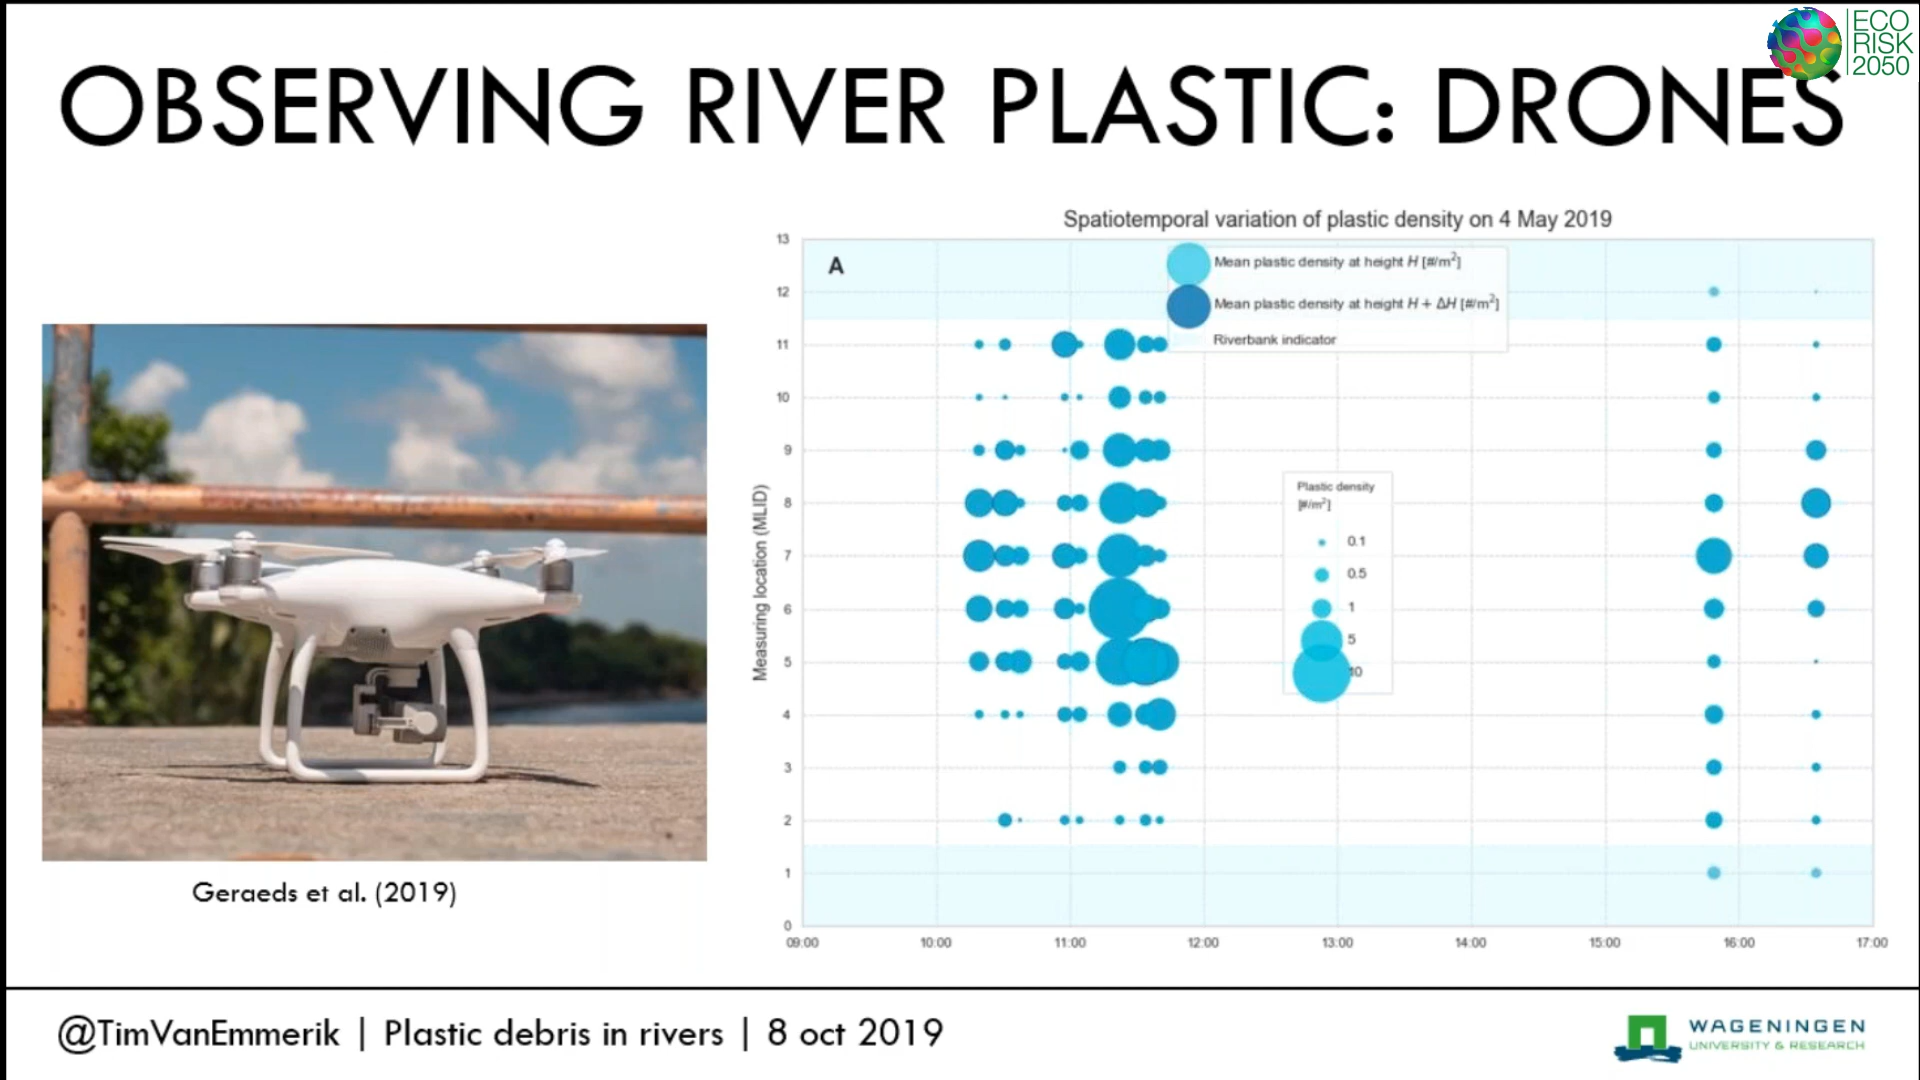 ECO
RISK
2050
OBSERVING RIVER PLASTIC: DRONES
Spatiotemporal variation of plastic density on 4 May 2019
A
Mean plastic density at height H [#/m²]
Mean plastic density at height H + ΔH [#/m²]
Riverbank indicator
Plastic density
[#/m²]
0.1
0.5
1
5
10
Measuring location (MLID)
13
12
11
10
9
8
7
6
5
4
3
2
1
0
09:00 10:00 11:00 12:00 13:00 14:00 15:00 16:00 17:00
Geraeds et al. (2019)
@TimVanEmmerik | Plastic debris in rivers | 8 oct 2019
WAGENINGEN
UNIVERSITY & RESEARCH